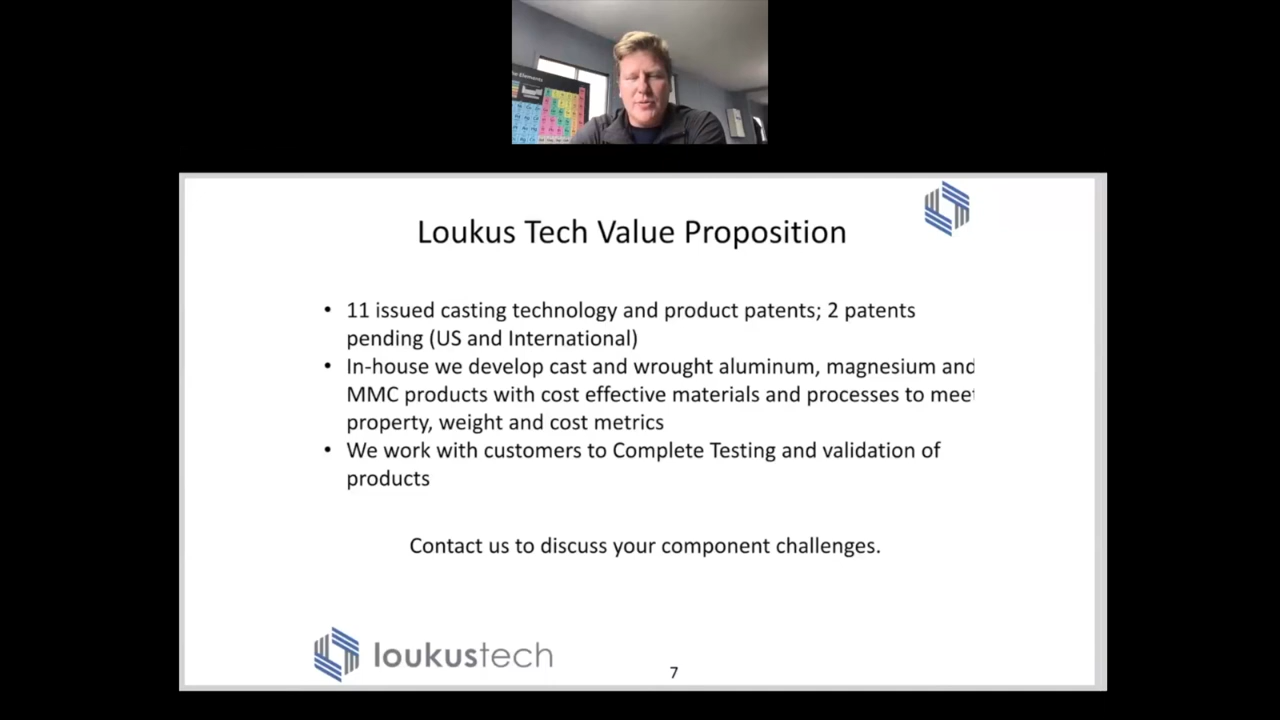 Loukus Tech Value Proposition
• 11 issued casting technology and product patents; 2 patents
pending (US and International)
• In-house we develop cast and wrought aluminum, magnesium and
MMC products with cost effective materials and processes to meet
property, weight and cost metrics
• We work with customers to Complete Testing and validation of
products
Contact us to discuss your component challenges.
loukustech
7